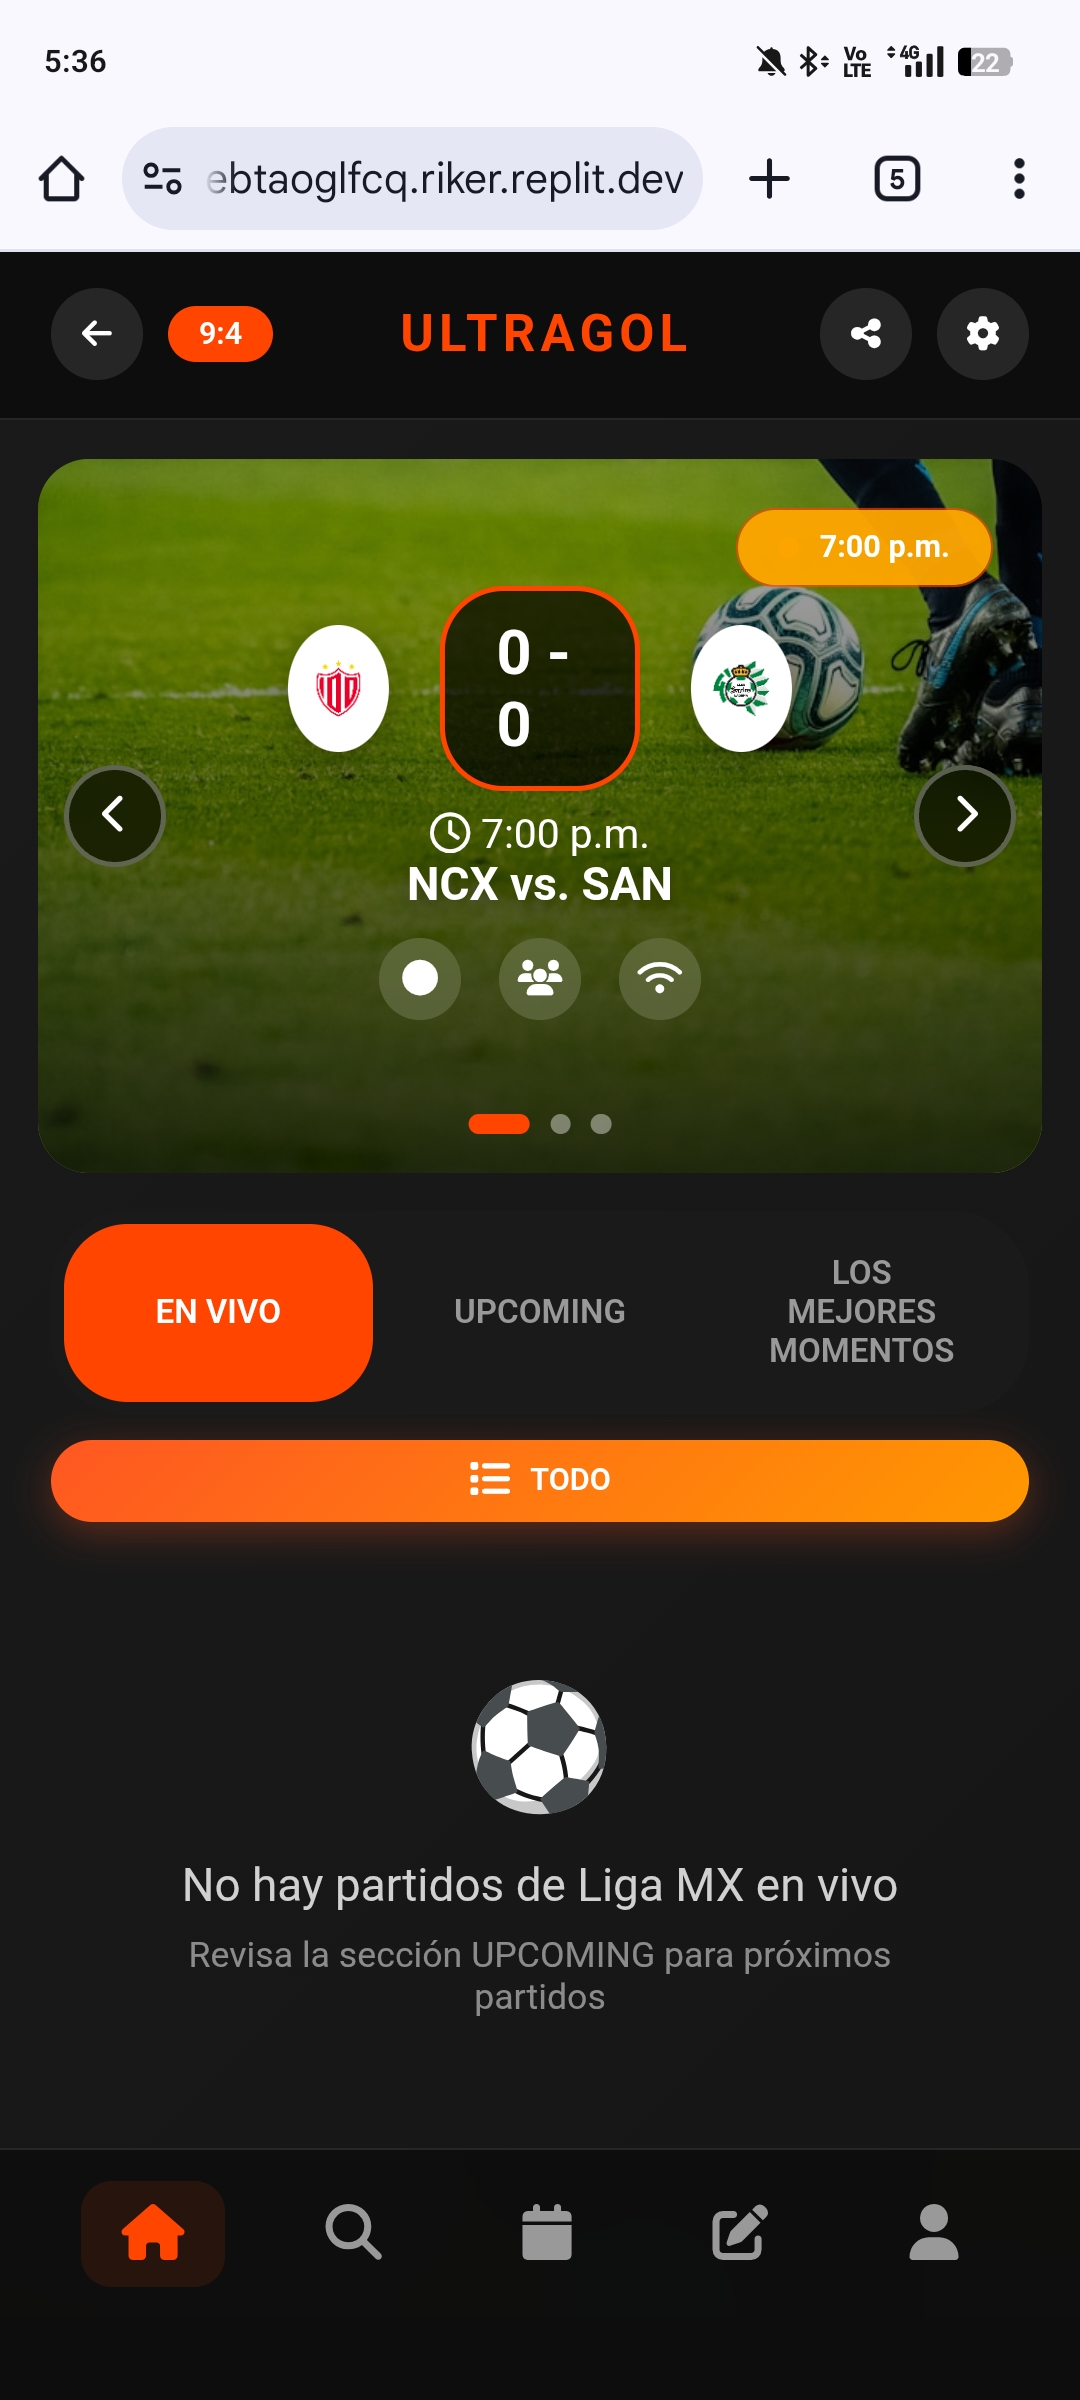 5:36
Vo
LTE
4G
22
ebtaoglfcq.riker.replit.dev
5
9:4
ULTRAGOL
7:00 p.m.
0 -
0
7:00 p.m.
NCX vs. SAN
EN VIVO
UPCOMING
LOS
MEJORES
MOMENTOS
TODO
No hay partidos de Liga MX en vivo
Revisa la sección UPCOMING para próximos
partidos